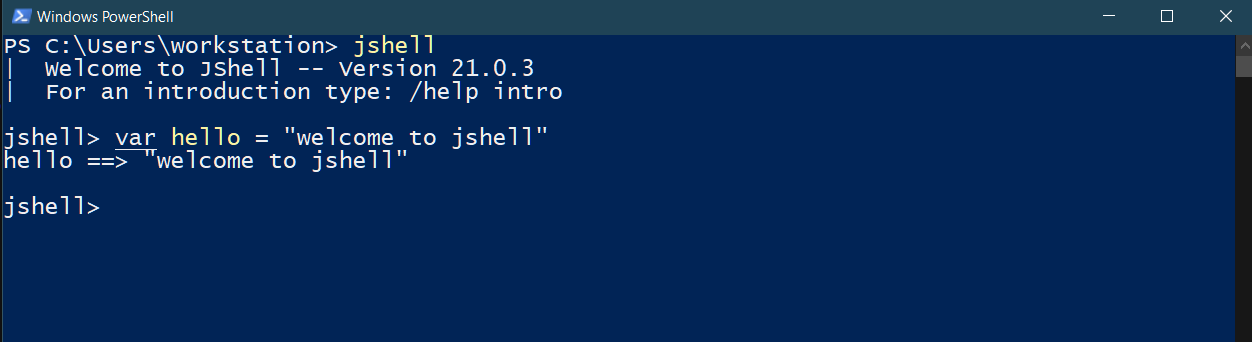 Windows PowerShell
PS C:\Users\workstation> jshell
|  Welcome to JShell -- Version 21.0.3
|  For an introduction type: /help intro
jshell> var hello = "welcome to jshell"
hello ==> "welcome to jshell"
jshell>